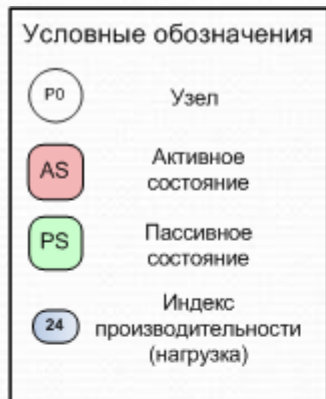 Условные обозначения
P0 Узел
AS Активное
состояние
PS Пассивное
состояние
Индекс
24 производительности
(нагрузка)